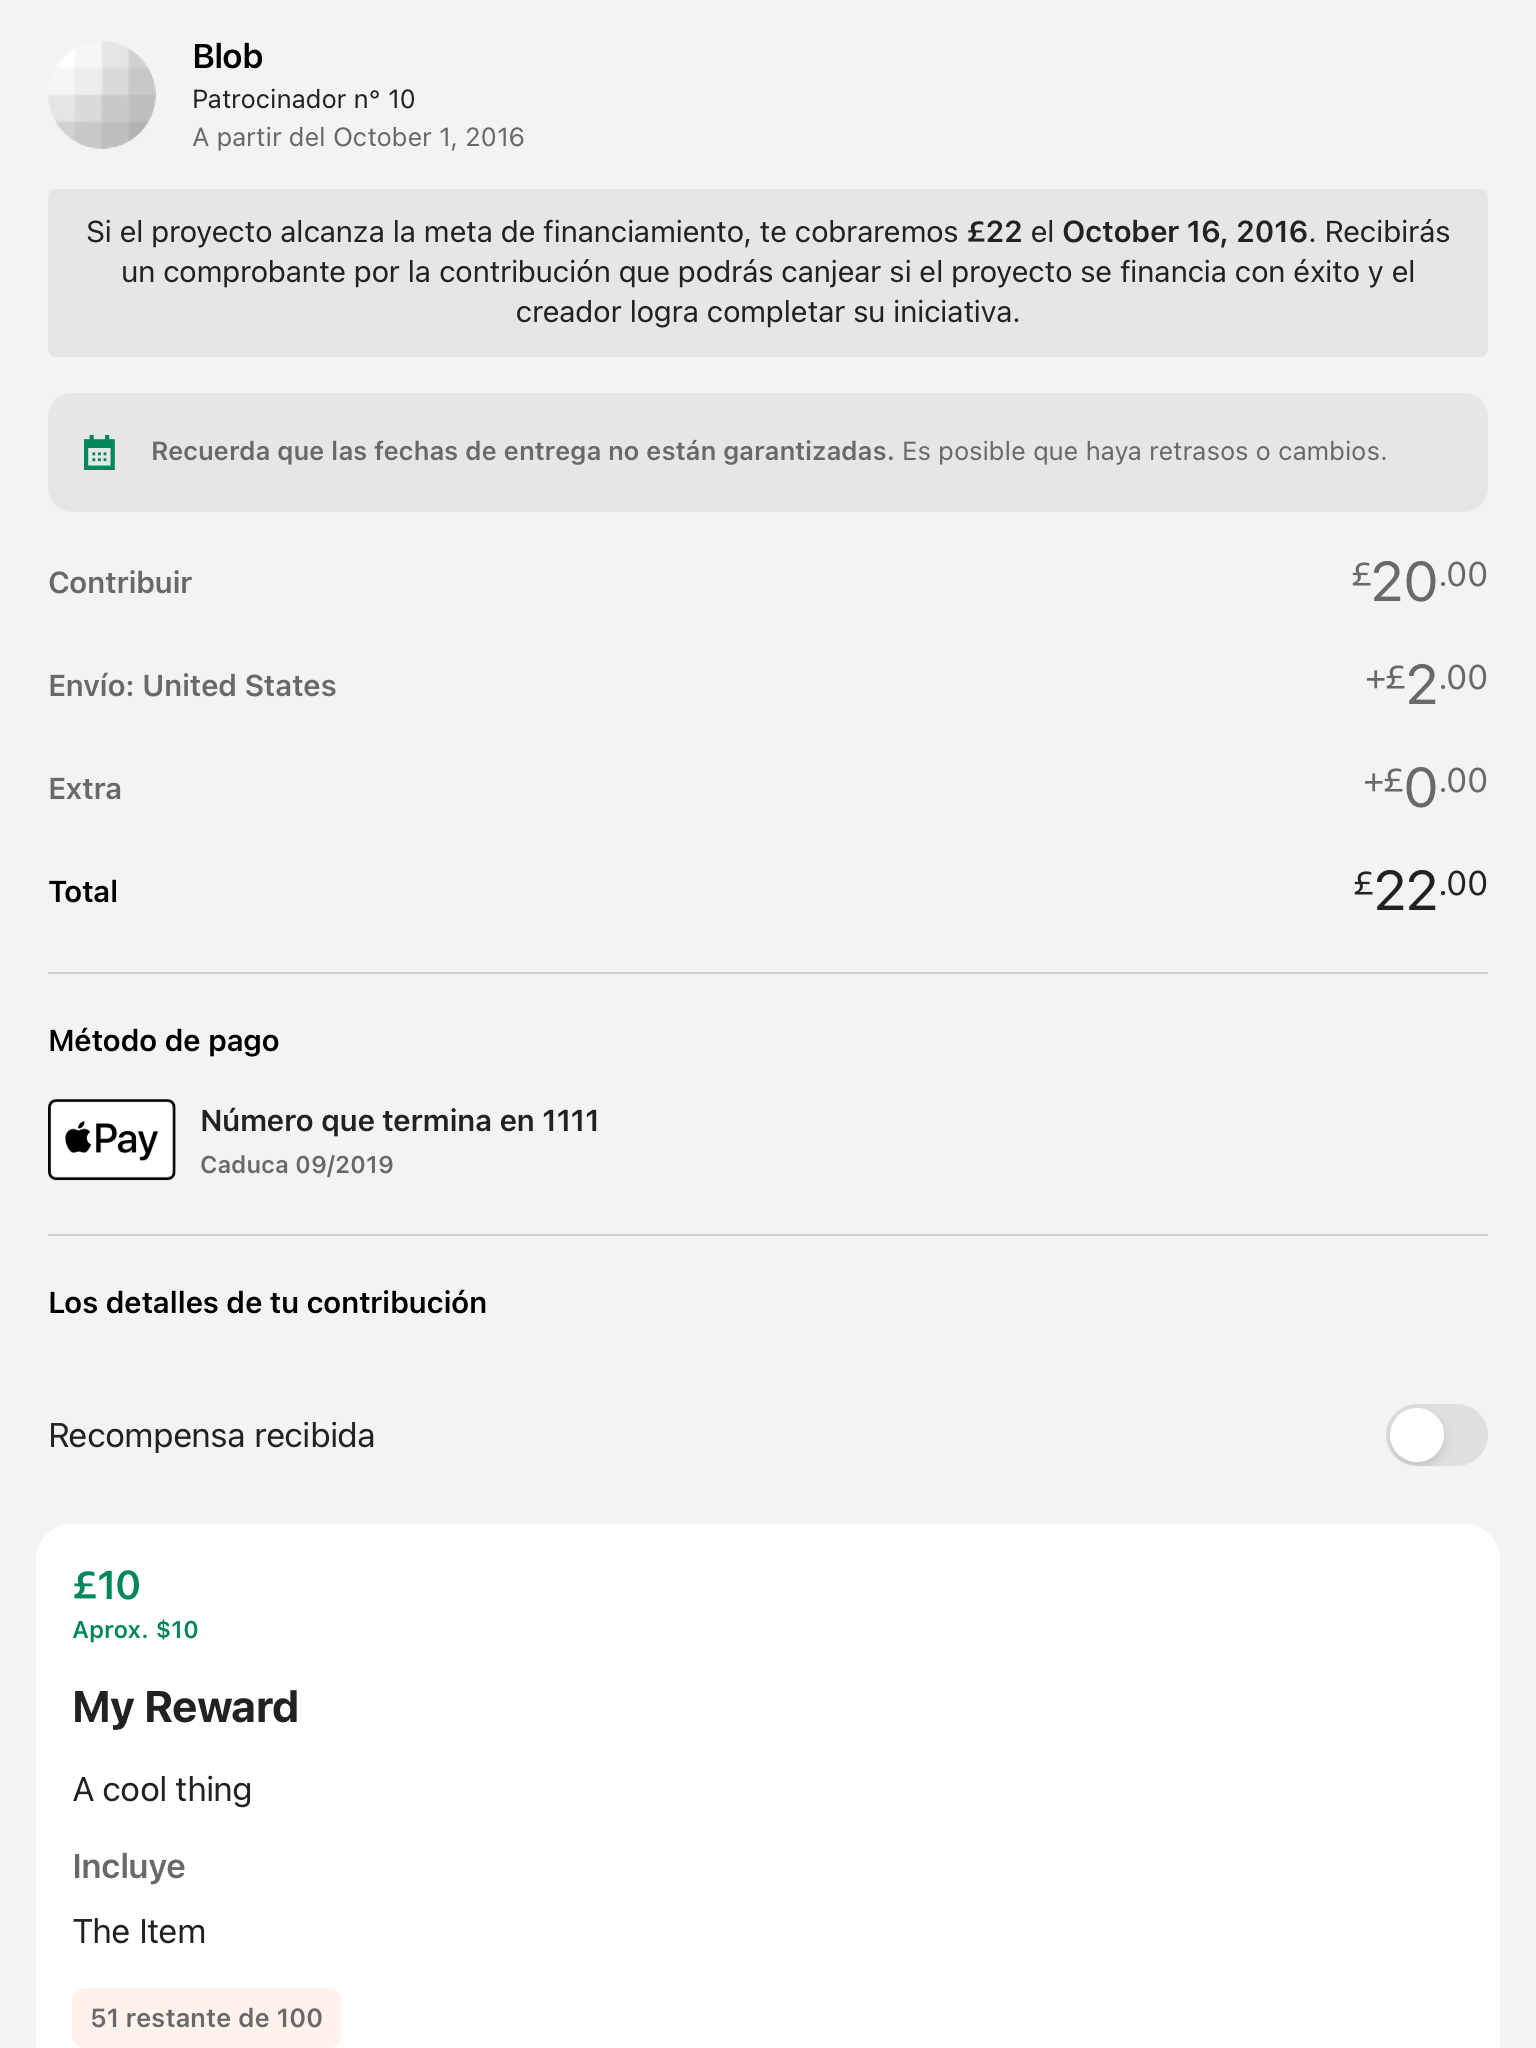 Blob
Patrocinador nº 10
A partir del October 1, 2016
Si el proyecto alcanza la meta de financiamiento, te cobraremos £22 el October 16, 2016. Recibirás
un comprobante por la contribución que podrás canjear si el proyecto se financia con éxito y el
creador logra completar su iniciativa.
Recuerda que las fechas de entrega no están garantizadas. Es posible que haya retrasos o cambios.
Contribuir £20.00
Envío: United States +£2.00
Extra +£0.00
Total £22.00
Método de pago
Pay
Número que termina en 1111
Caduca 09/2019
Los detalles de tu contribución
Recompensa recibida
£10
Aprox. $10
My Reward
A cool thing
Incluye
The Item
51 restante de 100